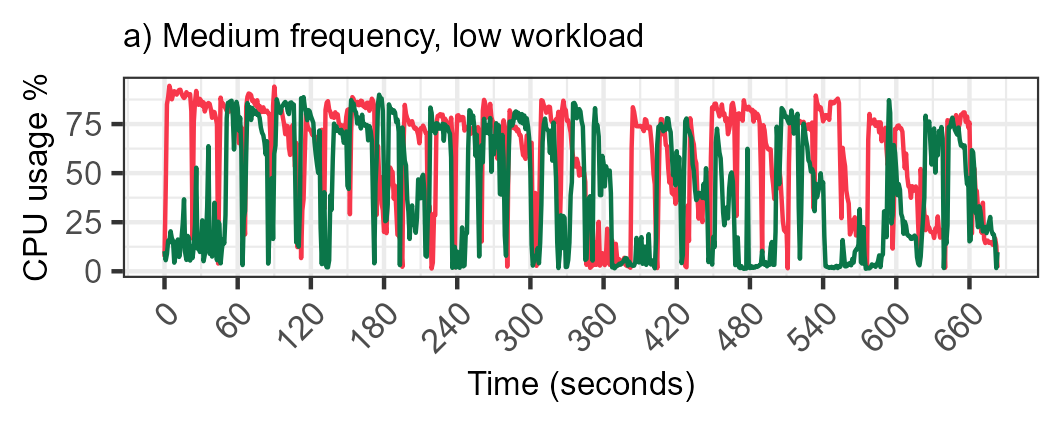 a) Medium frequency, low workload
CPU usage %
75
50
25
0
0 60 120 180 240 300 360 420 480 540 600 660
Time (seconds)